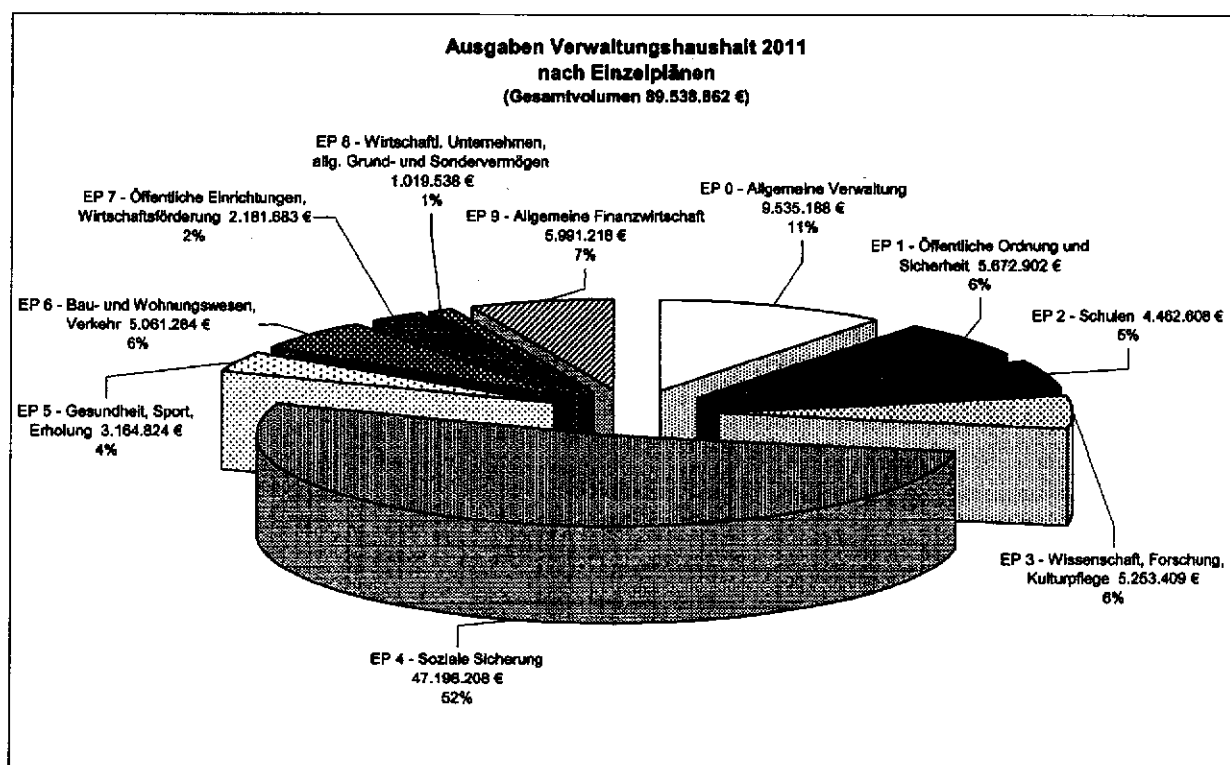 Ausgaben Verwaltungshaushalt 2011
nach Einzelplänen
(Gesamtvolumen 89.538.862 €)
EP 8 - Wirtschaftl. Unternehmen,
allg. Grund- und Sondervermögen
1.019.538 €
1%
EP 0 - Allgemeine Verwaltung
9.535.188 €
11%
EP 7 - Öffentliche Einrichtungen,
Wirtschaftsförderung 2.181.683 €
2%
EP 9 - Allgemeine Finanzwirtschaft
5.991.218 €
7%
EP 1 - Öffentliche Ordnung und
Sicherheit 5.672.902 €
6%
EP 6 - Bau- und Wohnungswesen,
Verkehr 5.061.284 €
6%
EP 2 - Schulen 4.462.608 €
5%
EP 5 - Gesundheit, Sport,
Erholung 3.164.824 €
4%
EP 3 - Wissenschaft, Forschung,
Kulturpflege 5.253.409 €
6%
EP 4 - Soziale Sicherung
47.196.208 €
52%